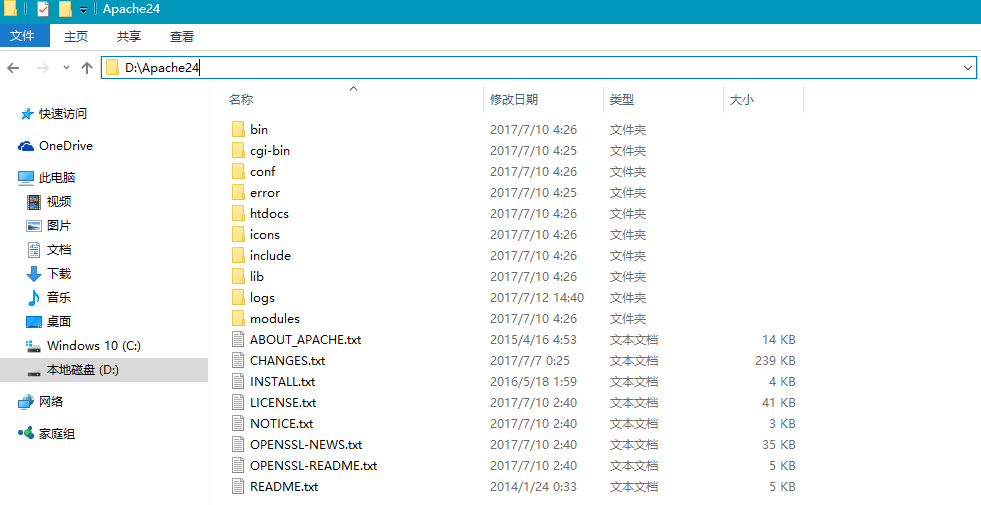 Apache24
文件 主页 共享 查看
D:\Apache24
名称 修改日期 类型 大小
快速访问
OneDrive
此电脑
视频
图片
文档
下载
音乐
桌面
Windows 10 (C:)
本地磁盘 (D:)
网络
家庭组
bin 2017/7/10 4:26 文件夹
cgi-bin 2017/7/10 4:25 文件夹
conf 2017/7/10 4:26 文件夹
error 2017/7/10 4:25 文件夹
htdocs 2017/7/10 4:26 文件夹
icons 2017/7/10 4:26 文件夹
include 2017/7/10 4:26 文件夹
lib 2017/7/10 4:26 文件夹
logs 2017/7/12 14:40 文件夹
modules 2017/7/10 4:26 文件夹
ABOUT_APACHE.txt 2015/4/16 4:53 文本文档 14 KB
CHANGES.txt 2017/7/7 0:25 文本文档 239 KB
INSTALL.txt 2016/5/18 1:59 文本文档 4 KB
LICENSE.txt 2017/7/10 2:40 文本文档 41 KB
NOTICE.txt 2017/7/10 2:40 文本文档 3 KB
OPENSSL-NEWS.txt 2017/7/10 2:40 文本文档 35 KB
OPENSSL-README.txt 2017/7/10 2:40 文本文档 5 KB
README.txt 2014/1/24 0:33 文本文档 5 KB